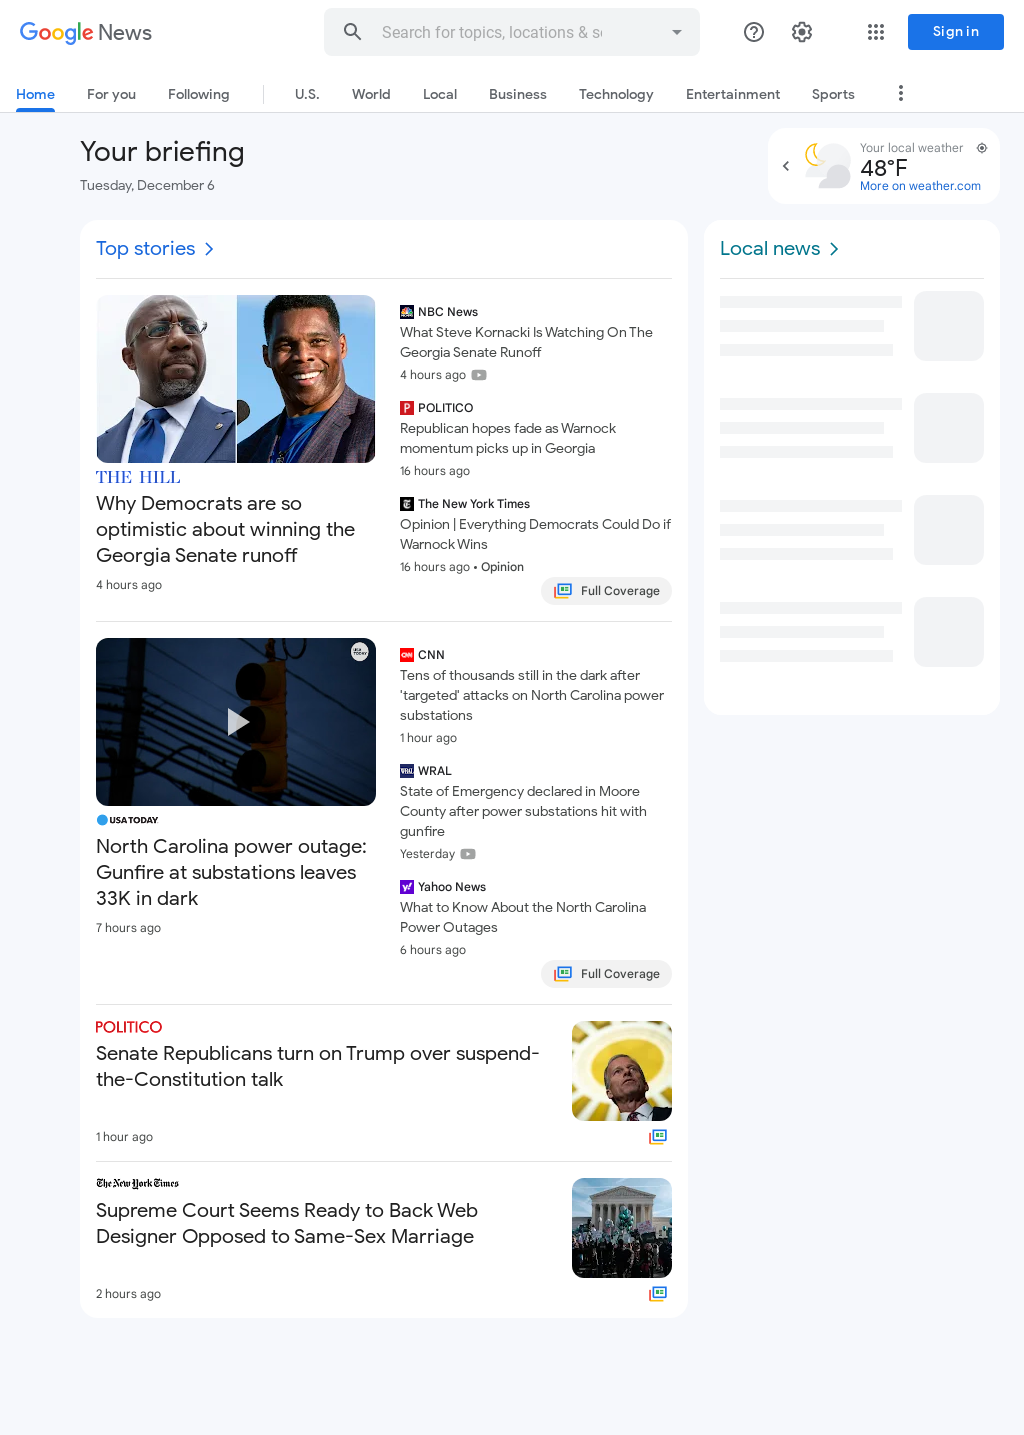 Google News
Search for topics, locations & so
Sign in
Home
For you
Following
U.S.
World
Local
Business
Technology
Entertainment
Sports
Your briefing
Tuesday, December 6
Your local weather
48°F
More on weather.com
Top stories
THE HILL
Why Democrats are so
optimistic about winning the
Georgia Senate runoff
4 hours ago
NBC News
What Steve Kornacki Is Watching On The
Georgia Senate Runoff
4 hours ago
POLITICO
Republican hopes fade as Warnock
momentum picks up in Georgia
16 hours ago
The New York Times
Opinion | Everything Democrats Could Do if
Warnock Wins
16 hours ago • Opinion
Full Coverage
USA TODAY
USA TODAY
North Carolina power outage:
Gunfire at substations leaves
33K in dark
7 hours ago
CNN
CNN
Tens of thousands still in the dark after
'targeted' attacks on North Carolina power
substations
1 hour ago
WRAL
WRAL
State of Emergency declared in Moore
County after power substations hit with
gunfire
Yesterday
Yahoo News
What to Know About the North Carolina
Power Outages
6 hours ago
Full Coverage
POLITICO
Senate Republicans turn on Trump over suspend-
the-Constitution talk
1 hour ago
The New York Times
Supreme Court Seems Ready to Back Web
Designer Opposed to Same-Sex Marriage
2 hours ago
Local news